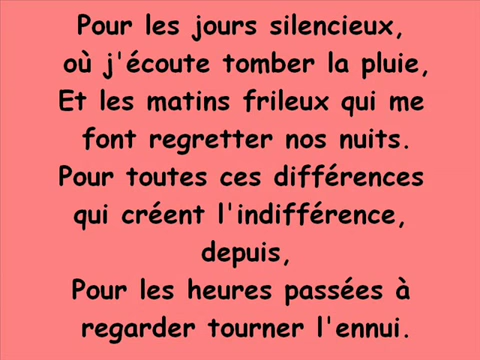 Pour les jours silencieux,
où j'écoute tomber la pluie,
Et les matins frileux qui me
font regretter nos nuits.
Pour toutes ces différences
qui créent l'indifférence,
depuis,
Pour les heures passées à
regarder tourner l'ennui.